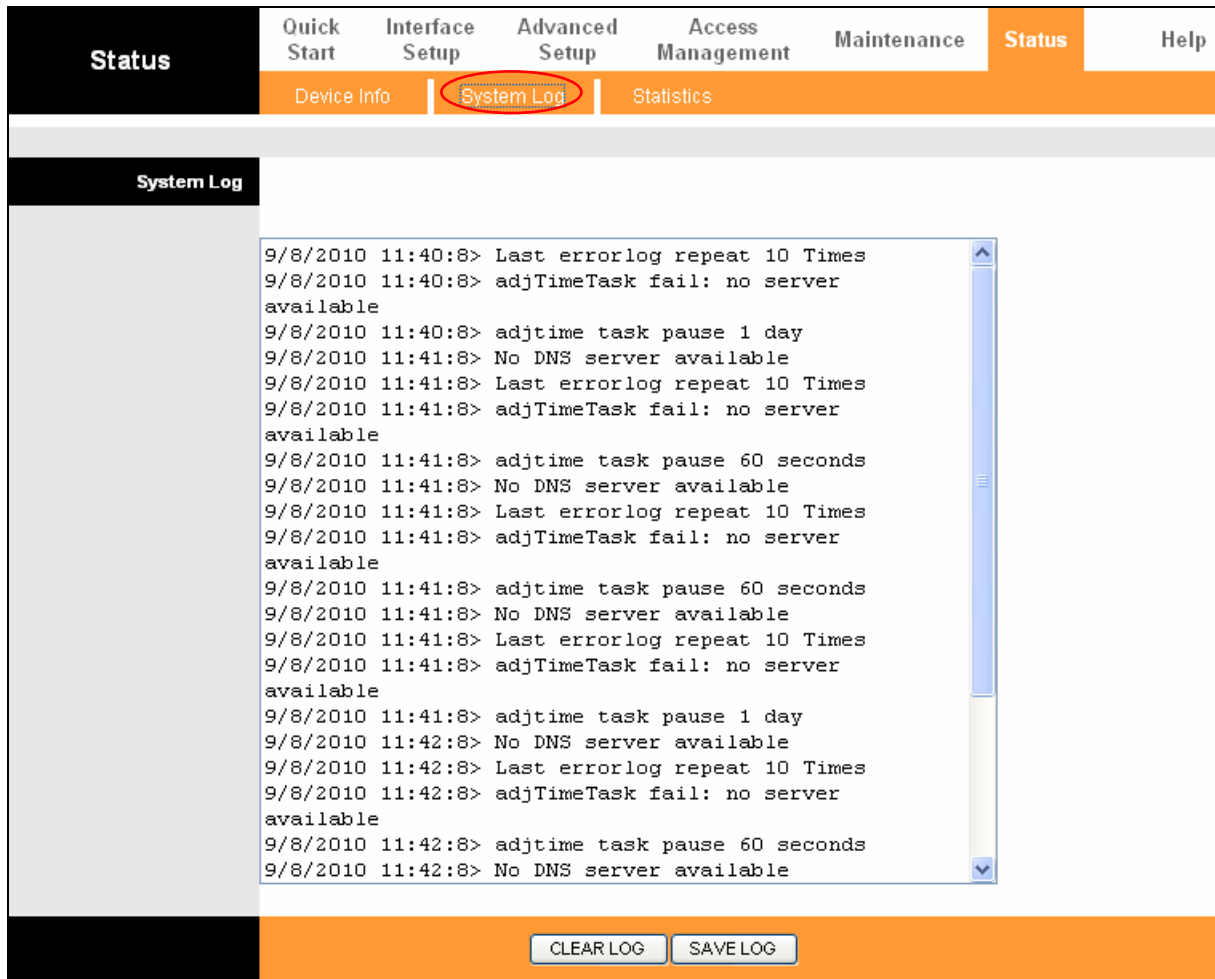 Status
Quick Start
Interface Setup
Advanced Setup
Access Management
Maintenance
Status
Help
Device Info
System Log
Statistics
System Log
9/8/2010 11:40:8> Last errorlog repeat 10 Times
9/8/2010 11:40:8> adjTimeTask fail: no server
available
9/8/2010 11:40:8> adjtime task pause 1 day
9/8/2010 11:41:8> No DNS server available
9/8/2010 11:41:8> Last errorlog repeat 10 Times
9/8/2010 11:41:8> adjTimeTask fail: no server
available
9/8/2010 11:41:8> adjtime task pause 60 seconds
9/8/2010 11:41:8> No DNS server available
9/8/2010 11:41:8> Last errorlog repeat 10 Times
9/8/2010 11:41:8> adjTimeTask fail: no server
available
9/8/2010 11:41:8> adjtime task pause 60 seconds
9/8/2010 11:41:8> No DNS server available
9/8/2010 11:41:8> Last errorlog repeat 10 Times
9/8/2010 11:41:8> adjTimeTask fail: no server
available
9/8/2010 11:41:8> adjtime task pause 1 day
9/8/2010 11:42:8> No DNS server available
9/8/2010 11:42:8> Last errorlog repeat 10 Times
9/8/2010 11:42:8> adjTimeTask fail: no server
available
9/8/2010 11:42:8> adjtime task pause 60 seconds
9/8/2010 11:42:8> No DNS server available
CLEAR LOG
SAVE LOG